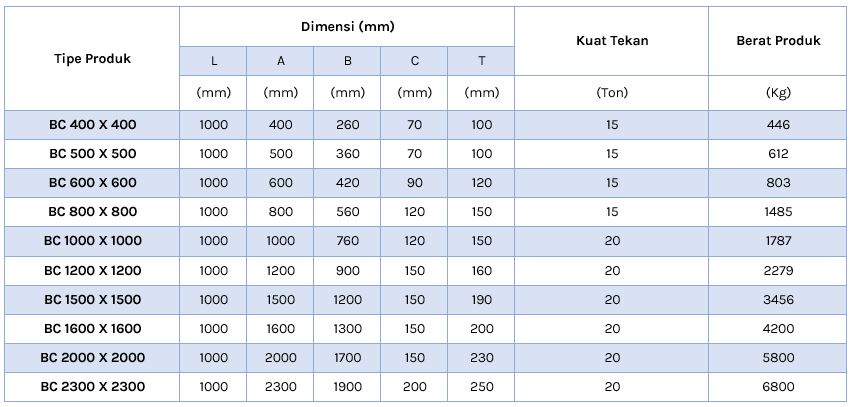 Tipe Produk Dimensi (mm) Kuat Tekan Berat Produk
L A B C T
(mm) (mm) (mm) (mm) (mm) (Ton) (Kg)
BC 400 X 400 1000 400 260 70 100 15 446
BC 500 X 500 1000 500 360 70 100 15 612
BC 600 X 600 1000 600 420 90 120 15 803
BC 800 X 800 1000 800 560 120 150 15 1485
BC 1000 X 1000 1000 1000 760 120 150 20 1787
BC 1200 X 1200 1000 1200 900 150 160 20 2279
BC 1500 X 1500 1000 1500 1200 150 190 20 3456
BC 1600 X 1600 1000 1600 1300 150 200 20 4200
BC 2000 X 2000 1000 2000 1700 150 230 20 5800
BC 2300 X 2300 1000 2300 1900 200 250 20 6800